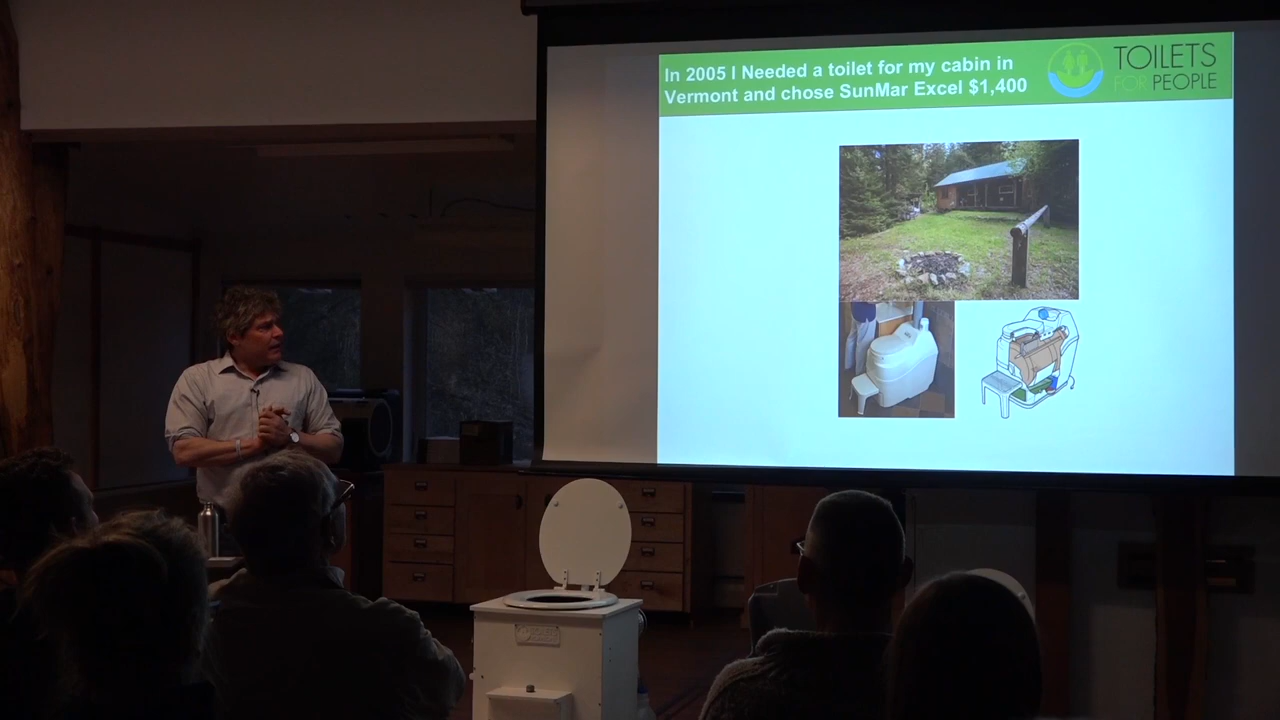 In 2005 I Needed a toilet for my cabin in
Vermont and chose SunMar Excel $1,400
TOILETS
FOR PEOPLE